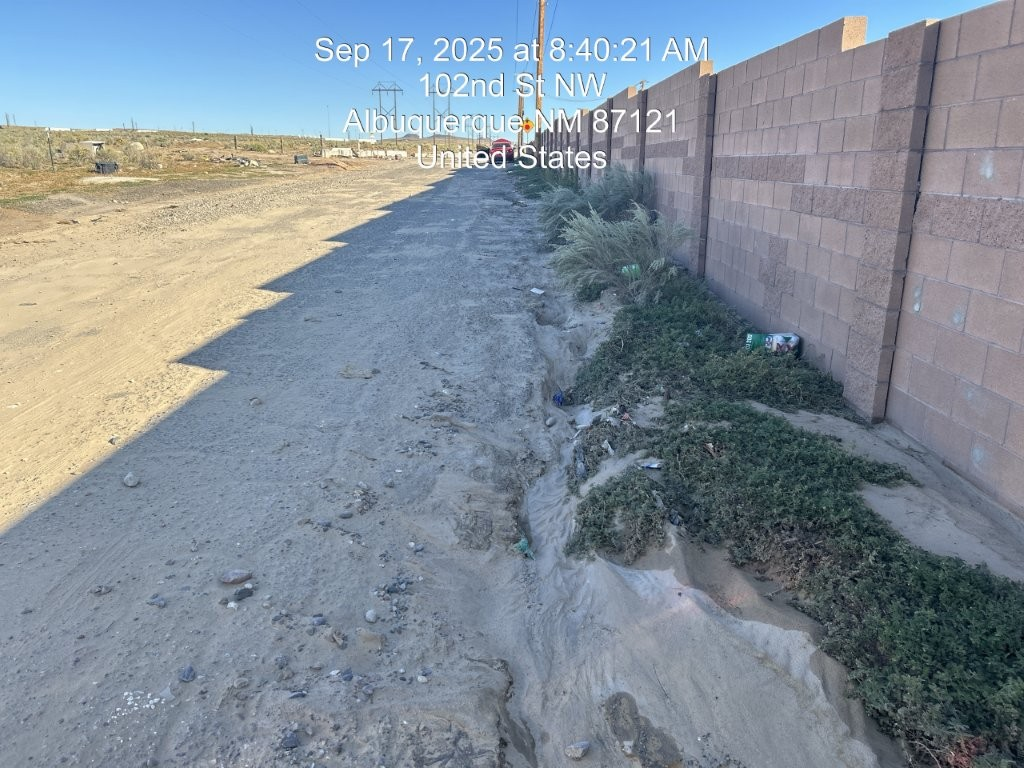 Sep 17, 2025 at 8:40:21 AM
102nd St NW
Albuquerque NM 87121
United States